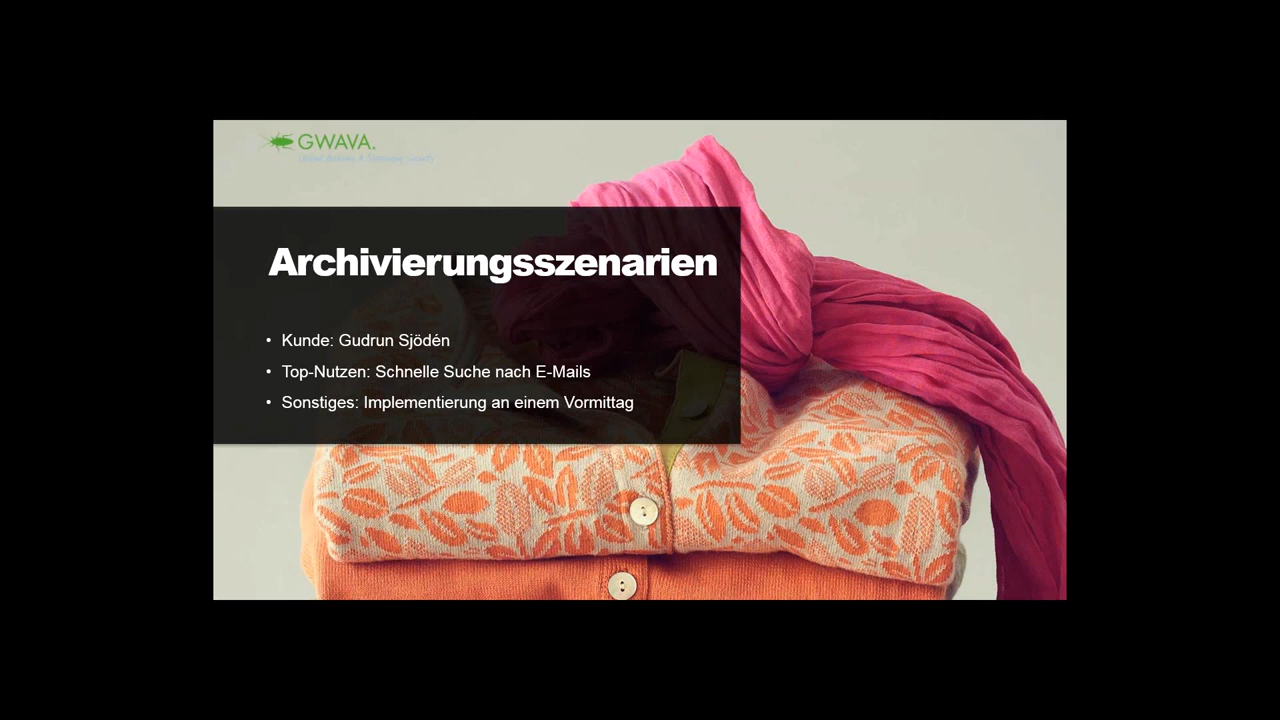 GWAVA.
Archivierungsszenarien
• Kunde: Gudrun Sjödén
• Top-Nutzen: Schnelle Suche nach E-Mails
• Sonstiges: Implementierung an einem Vormittag